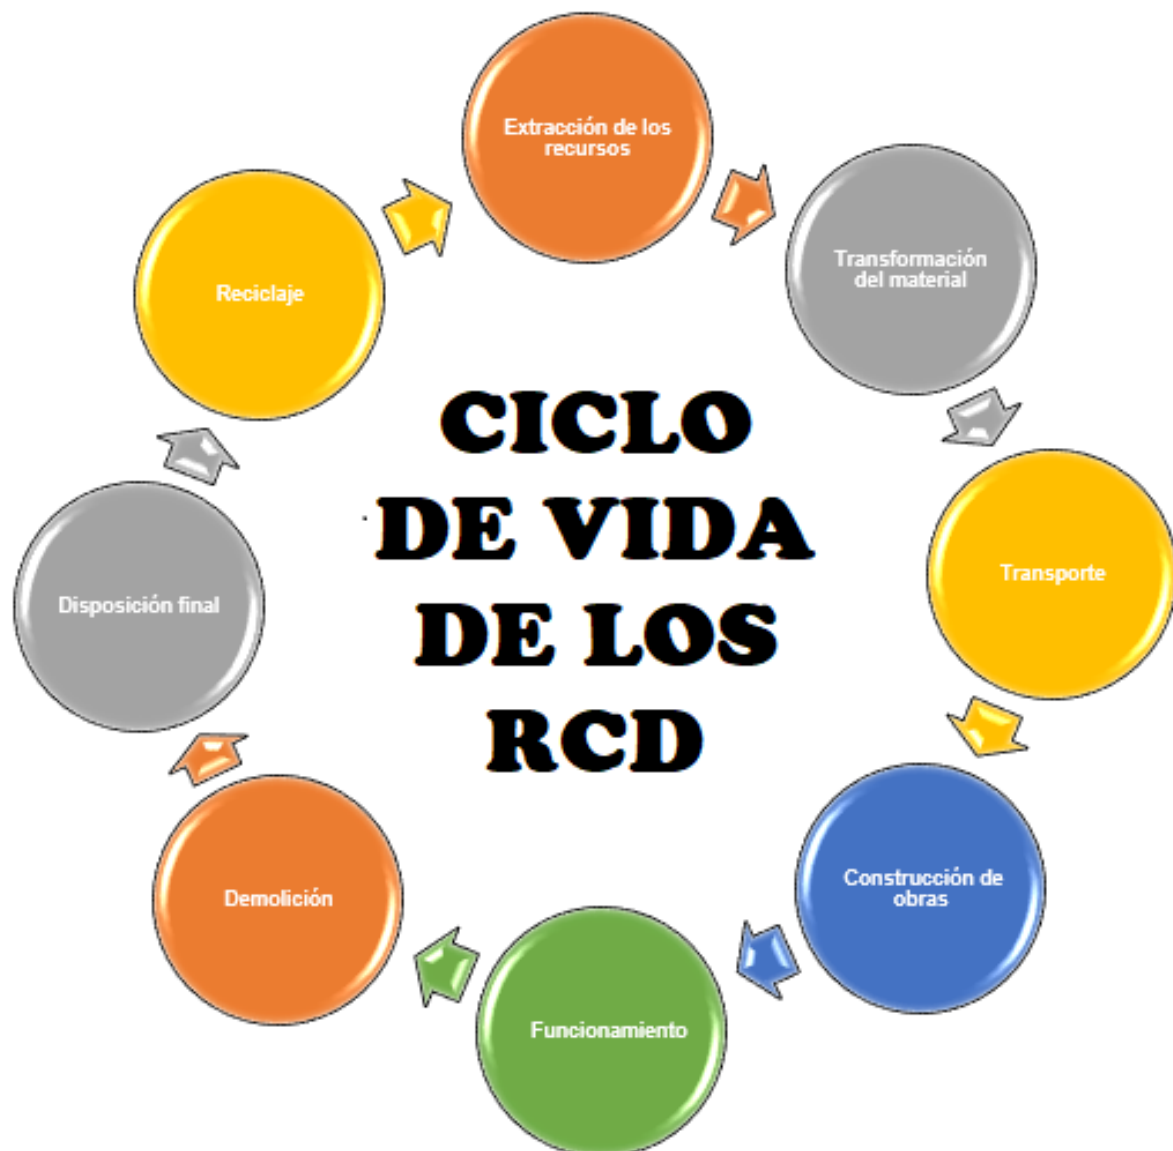 Extracción de los
recursos
Transformación
del material
Transporte
Construcción de
obras
Funcionamiento
Demolición
Disposición final
Reciclaje
CICLO
DE VIDA
DE LOS
RCD